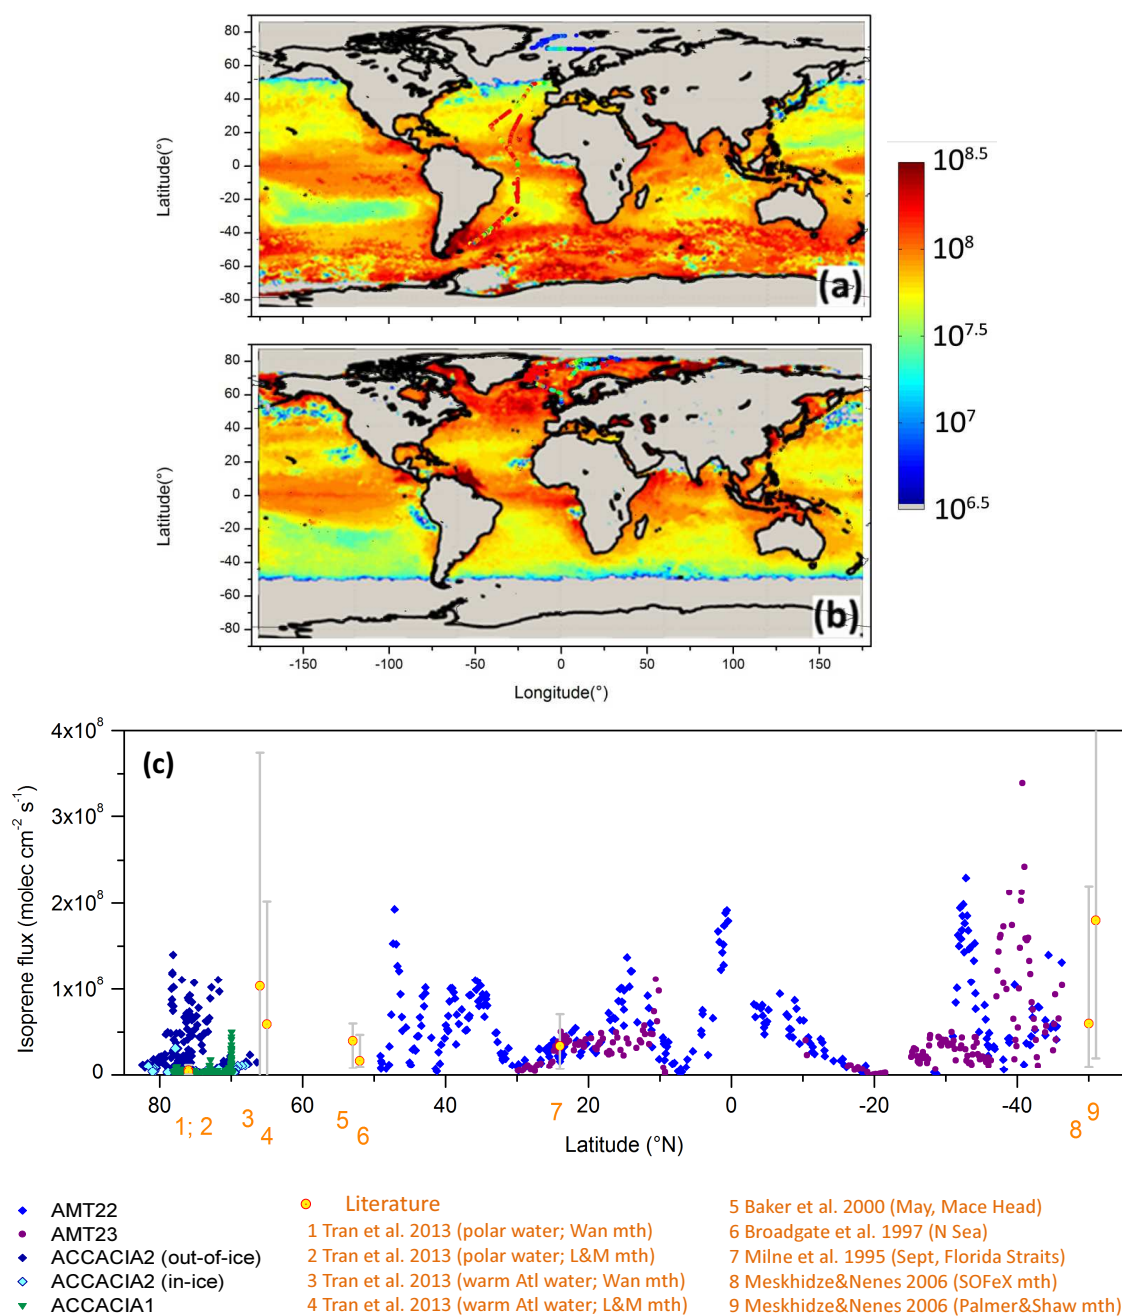 80
60
40
20
0
-20
-40
-60
-80
Latitude(°)
(a)
10^8.5
10^8
10^7.5
10^7
10^6.5
80
60
40
20
0
-20
-40
-60
-80
Latitude(°)
(b)
-150 -100 -50 0 50 100 150
Longitude(°)
(c)
4x10^8
3x10^8
2x10^8
1x10^8
0
Isoprene flux (molec cm^-2 s^-1)
80 60 40 20 0 -20 -40
1; 2 3 4 5 6 7 8 9
Latitude (°N)
AMT22
AMT23
ACCACIA2 (out-of-ice)
ACCACIA2 (in-ice)
ACCACIA1
Literature
1 Tran et al. 2013 (polar water; Wan mth)
2 Tran et al. 2013 (polar water; L&M mth)
3 Tran et al. 2013 (warm Atl water; Wan mth)
4 Tran et al. 2013 (warm Atl water; L&M mth)
5 Baker et al. 2000 (May, Mace Head)
6 Broadgate et al. 1997 (N Sea)
7 Milne et al. 1995 (Sept, Florida Straits)
8 Meskhidze&Nenes 2006 (SOFeX mth)
9 Meskhidze&Nenes 2006 (Palmer&Shaw mth)